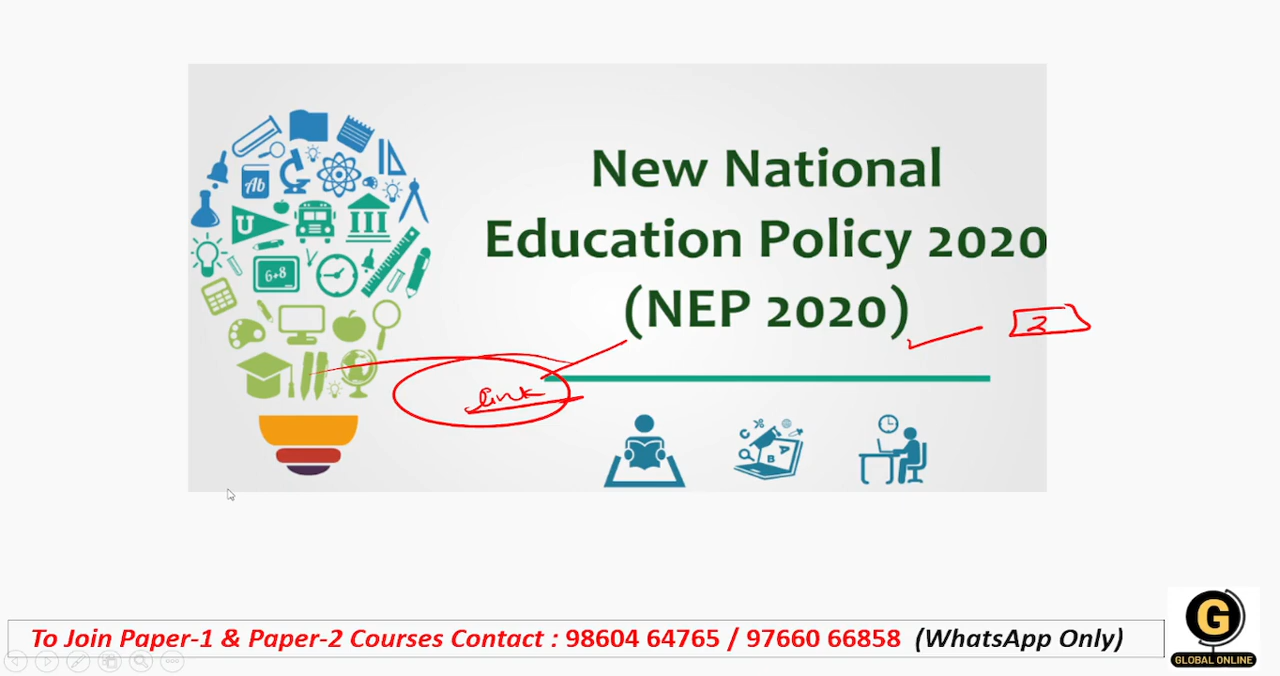 New National
Education Policy 2020
(NEP 2020)
3
link
Ab
U
6+8
B A
To Join Paper-1 & Paper-2 Courses Contact : 98604 64765 / 97660 66858 (WhatsApp Only)
G
GLOBAL ONLINE